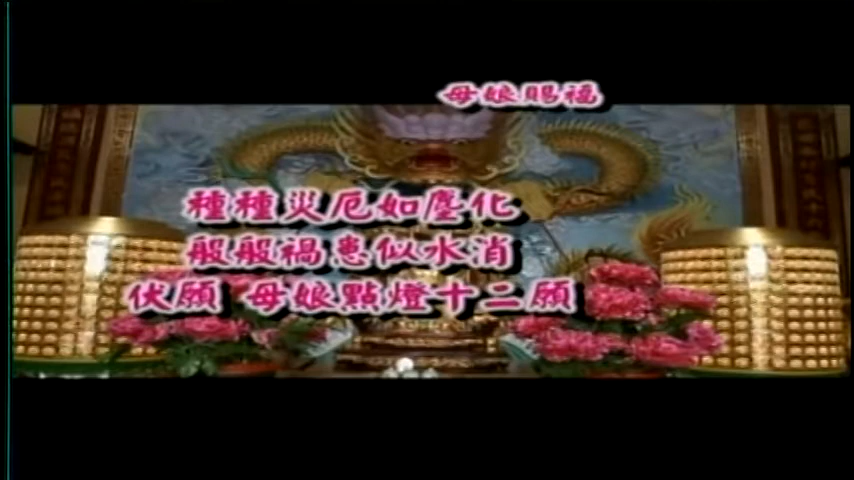 母娘賜福
種種災厄如塵化
般般禍患似水消
伏願 母娘點燈十二願